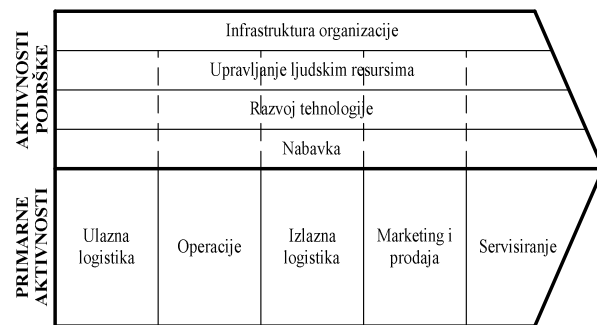 AKTIVNOSTI
PODRŠKE
Infrastruktura organizacije
Upravljanje ljudskim resursima
Razvoj tehnologije
Nabavka
PRIMARNE
AKTIVNOSTI
Ulazna
logistika
Operacije
Izlazna
logistika
Marketing i
prodaja
Servisiranje